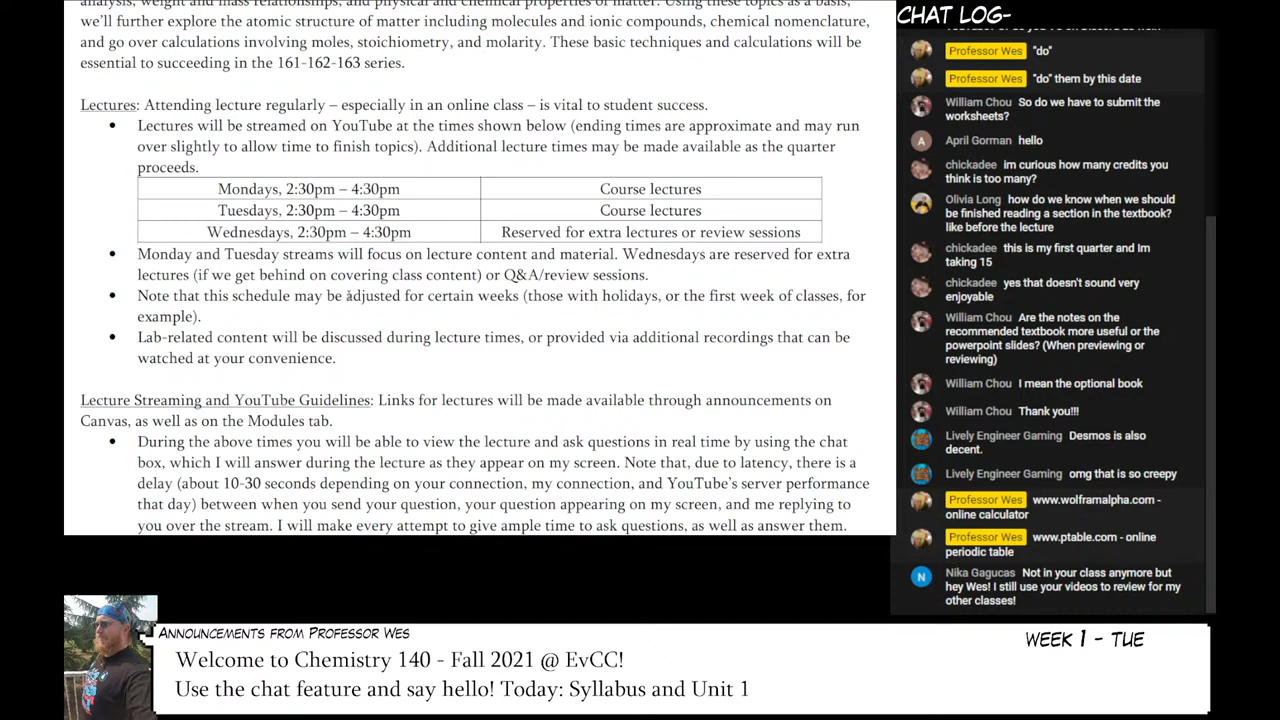 analysis, weight and mass relationships, and physical and chemical properties of matter. Using these topics as a basis,
we'll further explore the atomic structure of matter including molecules and ionic compounds, chemical nomenclature,
and go over calculations involving moles, stoichiometry, and molarity. These basic techniques and calculations will be
essential to succeeding in the 161-162-163 series.
Lectures: Attending lecture regularly – especially in an online class – is vital to student success.
• Lectures will be streamed on YouTube at the times shown below (ending times are approximate and may run
over slightly to allow time to finish topics). Additional lecture times may be made available as the quarter
proceeds.
Mondays, 2:30pm – 4:30pm Course lectures
Tuesdays, 2:30pm – 4:30pm Course lectures
Wednesdays, 2:30pm – 4:30pm Reserved for extra lectures or review sessions
• Monday and Tuesday streams will focus on lecture content and material. Wednesdays are reserved for extra
lectures (if we get behind on covering class content) or Q&A/review sessions.
• Note that this schedule may be adjusted for certain weeks (those with holidays, or the first week of classes, for
example).
• Lab-related content will be discussed during lecture times, or provided via additional recordings that can be
watched at your convenience.
Lecture Streaming and YouTube Guidelines: Links for lectures will be made available through announcements on
Canvas, as well as on the Modules tab.
• During the above times you will be able to view the lecture and ask questions in real time by using the chat
box, which I will answer during the lecture as they appear on my screen. Note that, due to latency, there is a
delay (about 10-30 seconds depending on your connection, my connection, and YouTube's server performance
that day) between when you send your question, your question appearing on my screen, and me replying to
you over the stream. I will make every attempt to give ample time to ask questions, as well as answer them.
CHAT LOG-
Professor Wes "do"
Professor Wes "do" them by this date
William Chou So do we have to submit the
worksheets?
A April Gorman hello
chickadee im curious how many credits you
think is too many?
Olivia Long how do we know when we should
be finished reading a section in the textbook?
like before the lecture
chickadee this is my first quarter and Im
taking 15
chickadee yes that doesn't sound very
enjoyable
William Chou Are the notes on the
recommended textbook more useful or the
powerpoint slides? (When previewing or
reviewing)
William Chou I mean the optional book
William Chou Thank you!!!
Lively Engineer Gaming Desmos is also
decent.
Lively Engineer Gaming omg that is so creepy
Professor Wes www.wolframalpha.com -
online calculator
Professor Wes www.ptable.com - online
periodic table
N Nika Gagucas Not in your class anymore but
hey Wes! I still use your videos to review for my
other classes!
ANNOUNCEMENTS FROM PROFESSOR WES
WEEK 1 - TUE
Welcome to Chemistry 140 - Fall 2021 @ EvCC!
Use the chat feature and say hello! Today: Syllabus and Unit 1